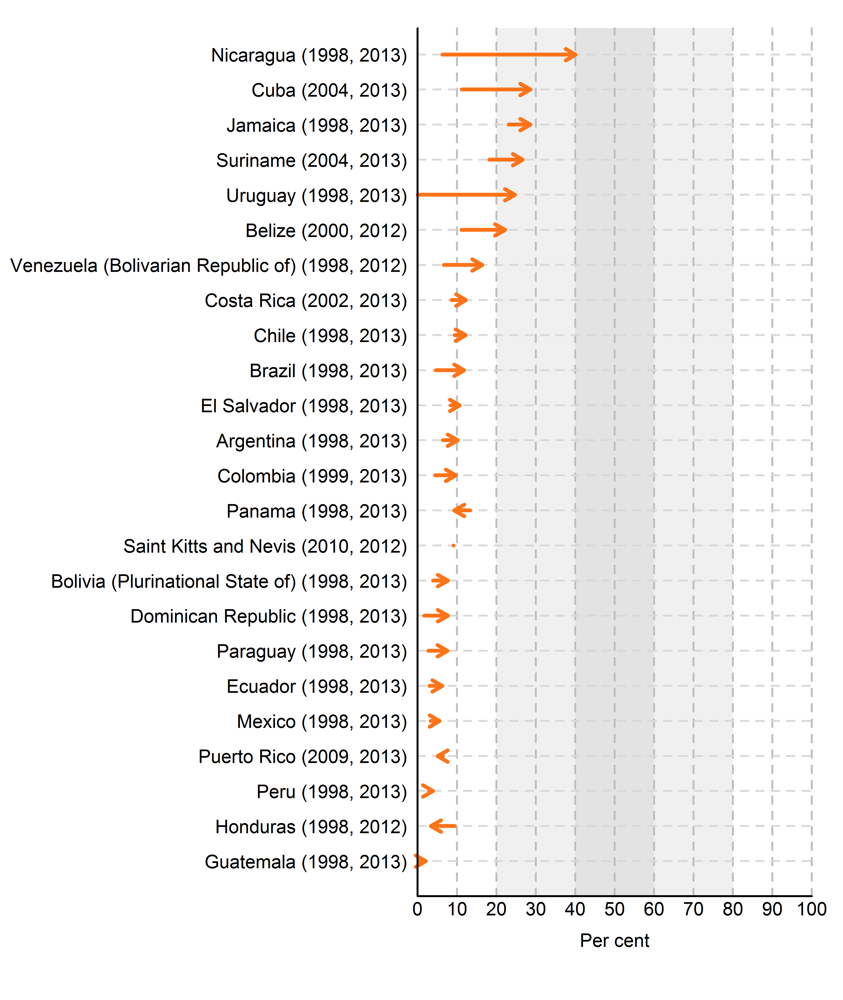 Nicaragua (1998, 2013)
Cuba (2004, 2013)
Jamaica (1998, 2013)
Suriname (2004, 2013)
Uruguay (1998, 2013)
Belize (2000, 2012)
Venezuela (Bolivarian Republic of) (1998, 2012)
Costa Rica (2002, 2013)
Chile (1998, 2013)
Brazil (1998, 2013)
El Salvador (1998, 2013)
Argentina (1998, 2013)
Colombia (1999, 2013)
Panama (1998, 2013)
Saint Kitts and Nevis (2010, 2012)
Bolivia (Plurinational State of) (1998, 2013)
Dominican Republic (1998, 2013)
Paraguay (1998, 2013)
Ecuador (1998, 2013)
Mexico (1998, 2013)
Puerto Rico (2009, 2013)
Peru (1998, 2013)
Honduras (1998, 2012)
Guatemala (1998, 2013)
0 10 20 30 40 50 60 70 80 90 100
Per cent